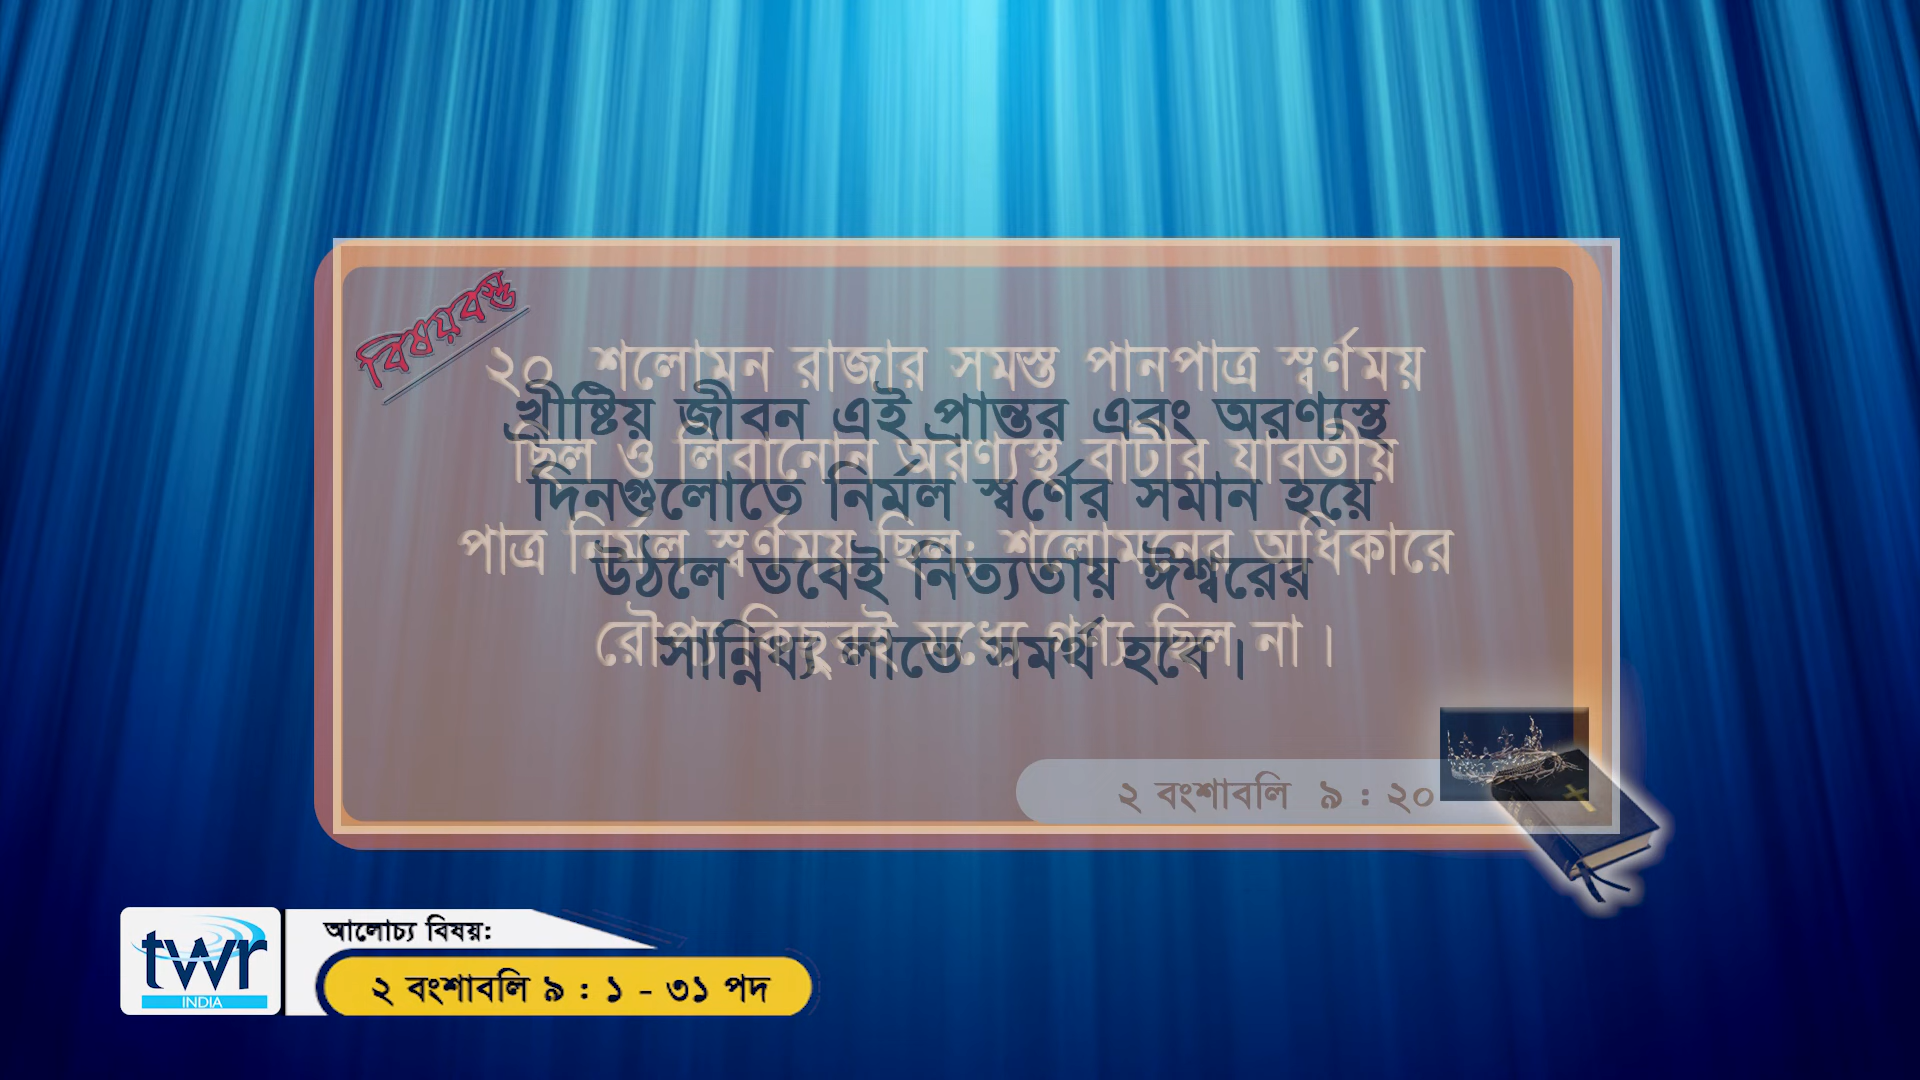 বিষয়বস্তু
২০ শলোমন রাজার সমস্ত পানপাত্র স্বর্ণময়
খ্রীষ্টিয় জীবন এই প্রান্তর এবং অরণ্যস্থ
ছিল ও লিবানোন অরণ্যস্থ বাটীর যাবতীয়
দিনগুলোতে নির্মল স্বর্ণের সমান হয়ে
পাত্র নির্মল স্বর্ণময় ছিল; শলোমনের অধিকারে
উঠলে তবেই নিত্যতায় ঈশ্বরের
রৌপ্য কিছুরই মধ্যে গণ্য ছিল না।
সান্নিধ্য লাভে সমর্থ হবে।
২ বংশাবলি ৯ : ২০
twr
INDIA
আলোচ্য বিষয়:
২ বংশাবলি ৯ : ১ - ৩১ পদ